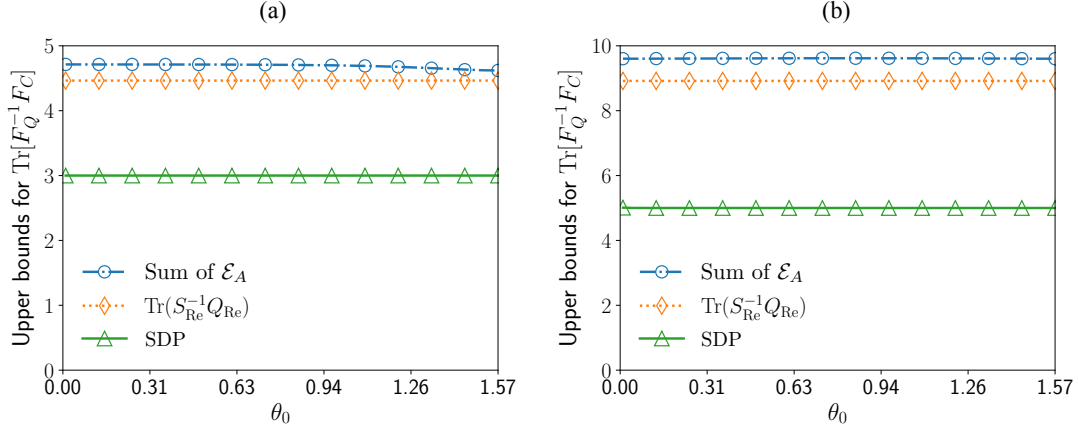 (a)
Upper bounds for Tr[F_Q^{-1}F_C]
5
4
3
2
1
0
Sum of ℰ_A
Tr(S_Re^{-1}Q_Re)
SDP
0.00 0.31 0.63 0.94 1.26 1.57
θ_0
(b)
Upper bounds for Tr[F_Q^{-1}F_C]
10
8
6
4
2
0
Sum of ℰ_A
Tr(S_Re^{-1}Q_Re)
SDP
0.00 0.31 0.63 0.94 1.26 1.57
θ_0